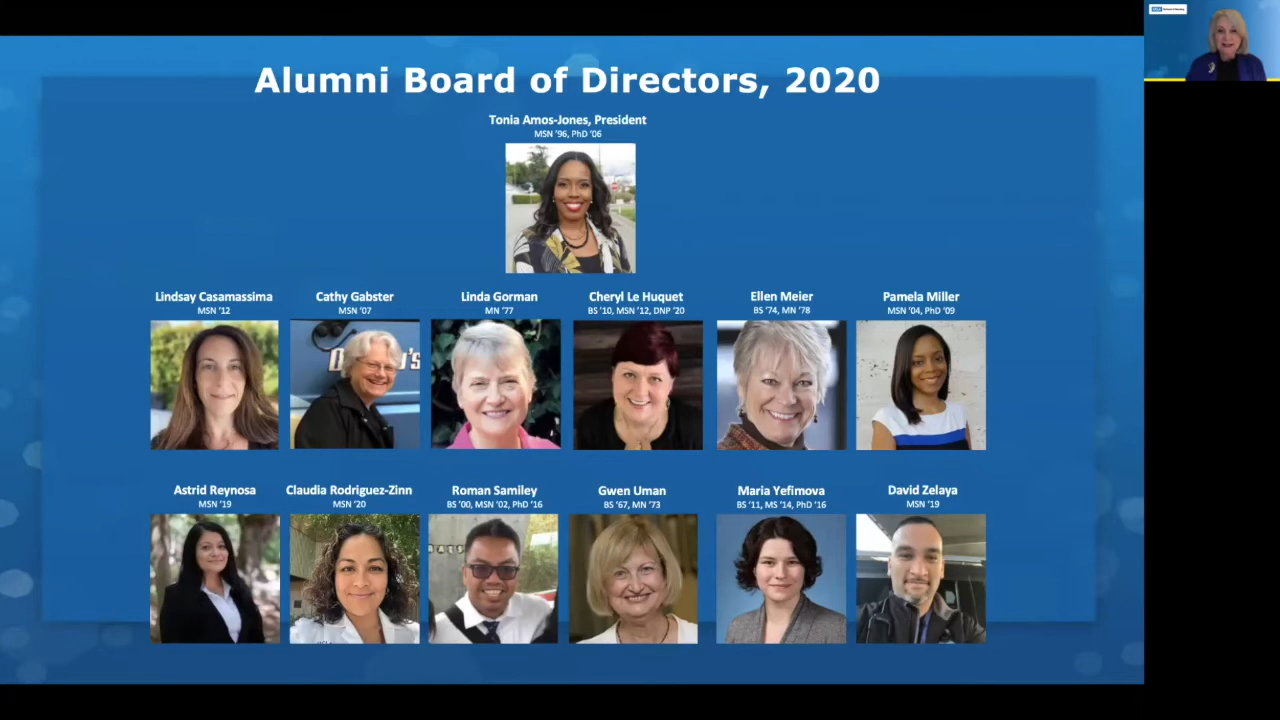 Alumni Board of Directors, 2020
Tonia Amos-Jones, President
MSN ’96, PhD ’06
Lindsay Casamassima
MSN ’12
Cathy Gabster
MSN ’07
Linda Gorman
MN ’77
Cheryl Le Huquet
BS ’10, MSN ’12, DNP ’20
Ellen Meier
BS ’74, MN ’78
Pamela Miller
MSN ’04, PhD ’09
Astrid Reynosa
MSN ’19
Claudia Rodriguez-Zinn
MSN ’20
Roman Samiley
BS ’00, MSN ’02, PhD ’16
Gwen Uman
BS ’67, MN ’73
Maria Yefimova
BS ’11, MS ’14, PhD ’16
David Zelaya
MSN ’19